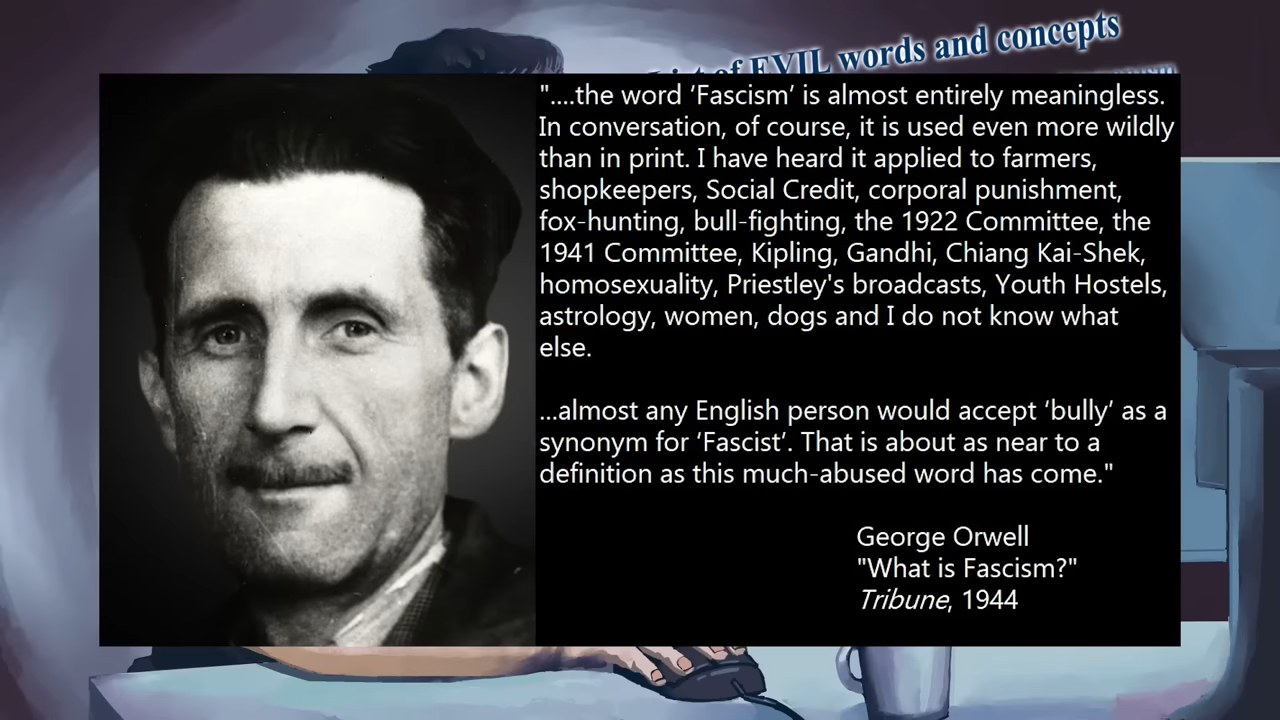 of EVIL words and concepts
"....the word ‘Fascism’ is almost entirely meaningless.
In conversation, of course, it is used even more wildly
than in print. I have heard it applied to farmers,
shopkeepers, Social Credit, corporal punishment,
fox-hunting, bull-fighting, the 1922 Committee, the
1941 Committee, Kipling, Gandhi, Chiang Kai-Shek,
homosexuality, Priestley's broadcasts, Youth Hostels,
astrology, women, dogs and I do not know what
else.
...almost any English person would accept ‘bully’ as a
synonym for ‘Fascist’. That is about as near to a
definition as this much-abused word has come."
George Orwell
"What is Fascism?"
Tribune, 1944